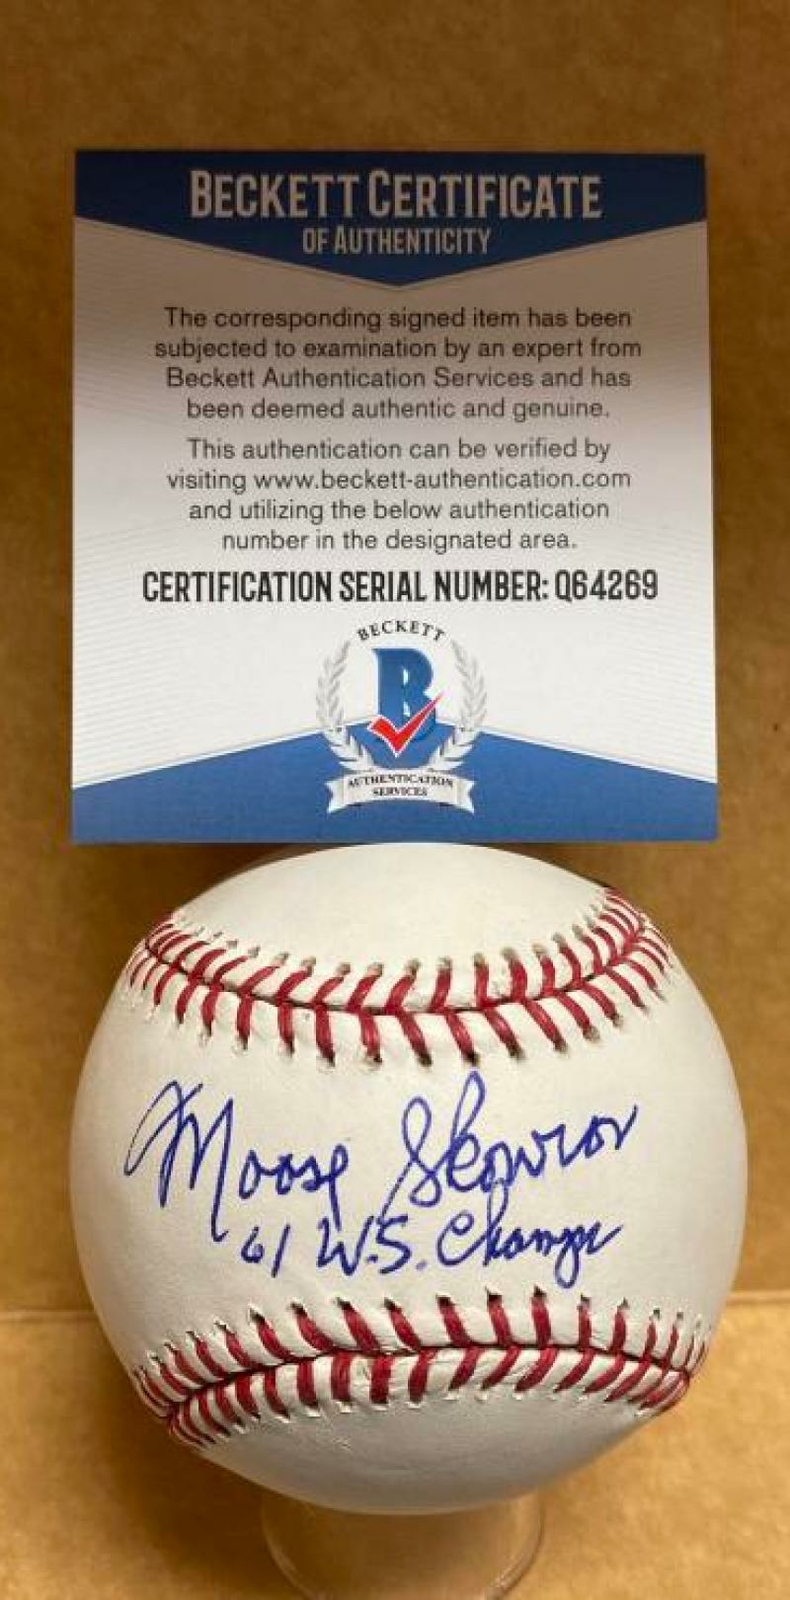 BECKETT CERTIFICATE
OF AUTHENTICITY
The corresponding signed item has been
subjected to examination by an expert from
Beckett Authentication Services and has
been deemed authentic and genuine.
This authentication can be verified by
visiting www.beckett-authentication.com
and utilizing the below authentication
number in the designated area.
CERTIFICATION SERIAL NUMBER: Q64269
BECKETT
B
AUTHENTICATION
SERVICES
Moose Skowron
61 W.S. Champs